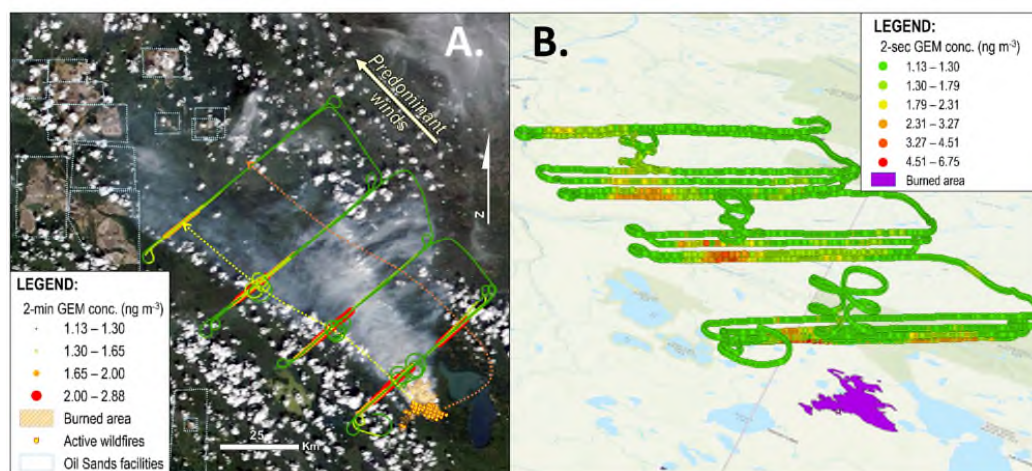 A.
Predominant
winds
N
LEGEND:
2-min GEM conc. (ng m⁻³)
1.13 – 1.30
1.30 – 1.65
1.65 – 2.00
2.00 – 2.88
Burned area
Active wildfires
Oil Sands facilities
25
Km
B.
LEGEND:
2-sec GEM conc. (ng m⁻³)
1.13 – 1.30
1.30 – 1.79
1.79 – 2.31
2.31 – 3.27
3.27 – 4.51
4.51 – 6.75
Burned area